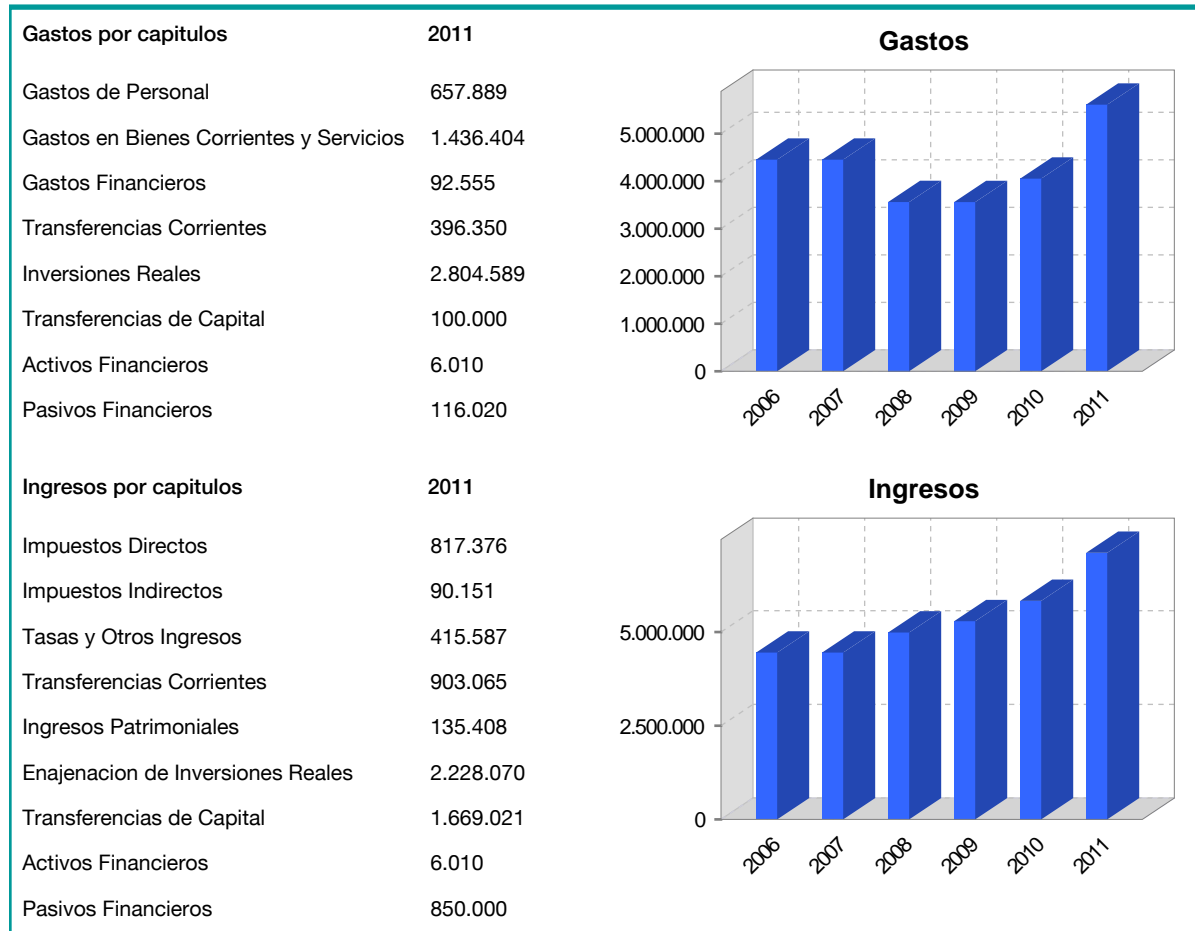 Gastos por capitulos 2011
Gastos de Personal 657.889
Gastos en Bienes Corrientes y Servicios 1.436.404
Gastos Financieros 92.555
Transferencias Corrientes 396.350
Inversiones Reales 2.804.589
Transferencias de Capital 100.000
Activos Financieros 6.010
Pasivos Financieros 116.020
Gastos
5.000.000
4.000.000
3.000.000
2.000.000
1.000.000
0
2006 2007 2008 2009 2010 2011
Ingresos por capitulos 2011
Impuestos Directos 817.376
Impuestos Indirectos 90.151
Tasas y Otros Ingresos 415.587
Transferencias Corrientes 903.065
Ingresos Patrimoniales 135.408
Enajenacion de Inversiones Reales 2.228.070
Transferencias de Capital 1.669.021
Activos Financieros 6.010
Pasivos Financieros 850.000
Ingresos
5.000.000
2.500.000
0
2006 2007 2008 2009 2010 2011